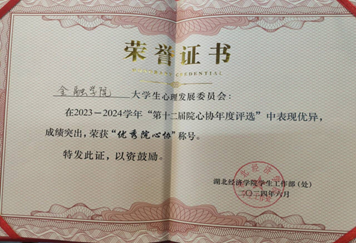 荣誉证书
金融学院 大学生心理发展委员会：
在2023—2024学年“第十二届院心协年度评选”中表现优异，
成绩突出，荣获“优秀院心协”称号。
特发此证，以资鼓励。
湖北经济学院学生工作部（处）
二〇二四年六月